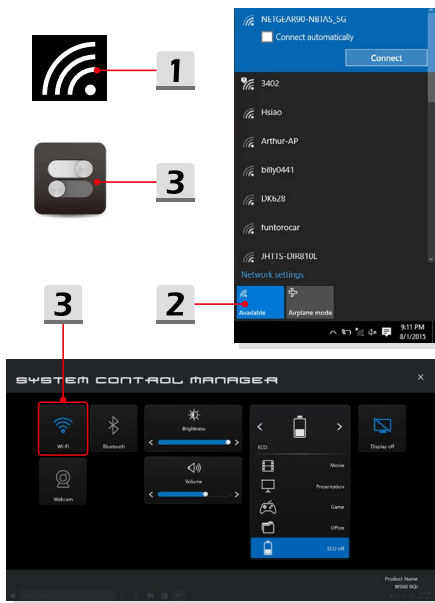 1
3
NETGEAR90-NBTAS_5G
Connect automatically
Connect
3402
Hsiao
Arthur-AP
billy0441
DK628
funtorocar
JHTTS-DIR810L
Network settings
Available
Airplane mode
9:11 PM
8/1/2015
2
3
SYSTEM CONTROL MANAGER
Wi-Fi
Bluetooth
Brightness
Volume
Webcam
ECO
Movie
Presentation
Game
Office
ECO off
Display off
Product Name
WS60 6QJ